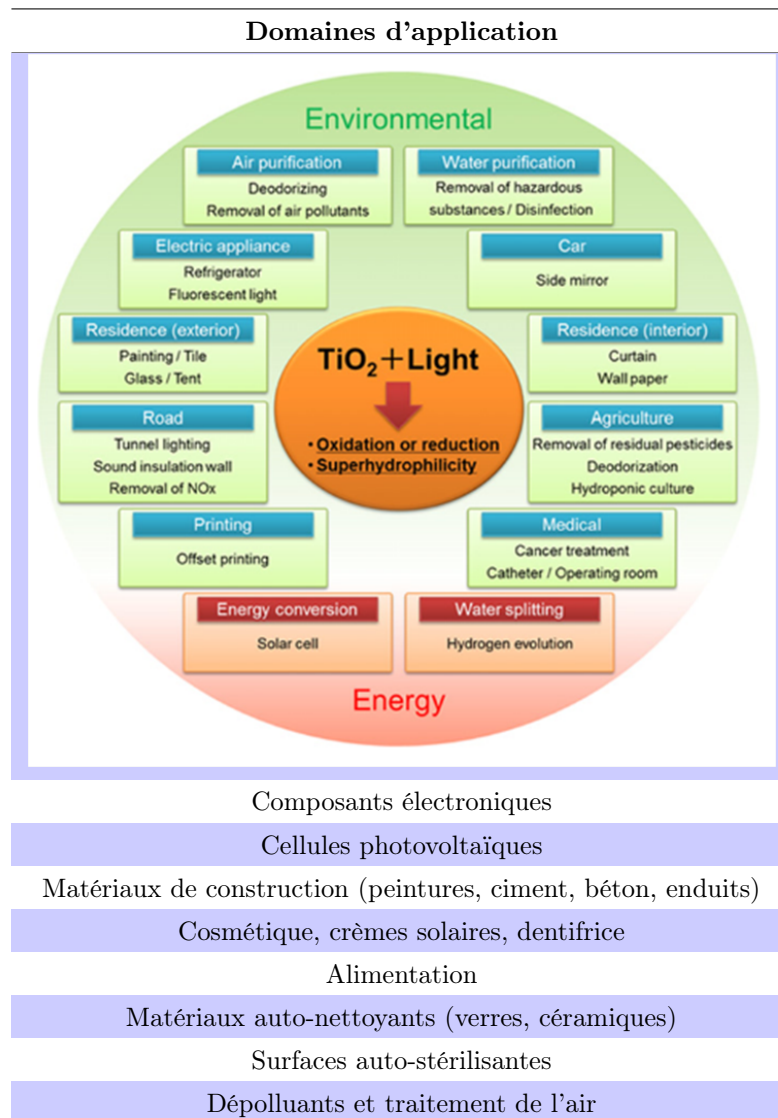 Domaines d'application
Environmental
Air purification
Deodorizing
Removal of air pollutants
Water purification
Removal of hazardous
substances / Disinfection
Electric appliance
Refrigerator
Fluorescent light
Car
Side mirror
Residence (exterior)
Painting / Tile
Glass / Tent
TiO₂+Light
• Oxidation or reduction
• Superhydrophilicity
Residence (interior)
Curtain
Wall paper
Road
Tunnel lighting
Sound insulation wall
Removal of NOx
Agriculture
Removal of residual pesticides
Deodorization
Hydroponic culture
Printing
Offset printing
Medical
Cancer treatment
Catheter / Operating room
Energy conversion
Solar cell
Water splitting
Hydrogen evolution
Energy
Composants électroniques
Cellules photovoltaïques
Matériaux de construction (peintures, ciment, béton, enduits)
Cosmétique, crèmes solaires, dentifrice
Alimentation
Matériaux auto-nettoyants (verres, céramiques)
Surfaces auto-stérilisantes
Dépolluants et traitement de l'air